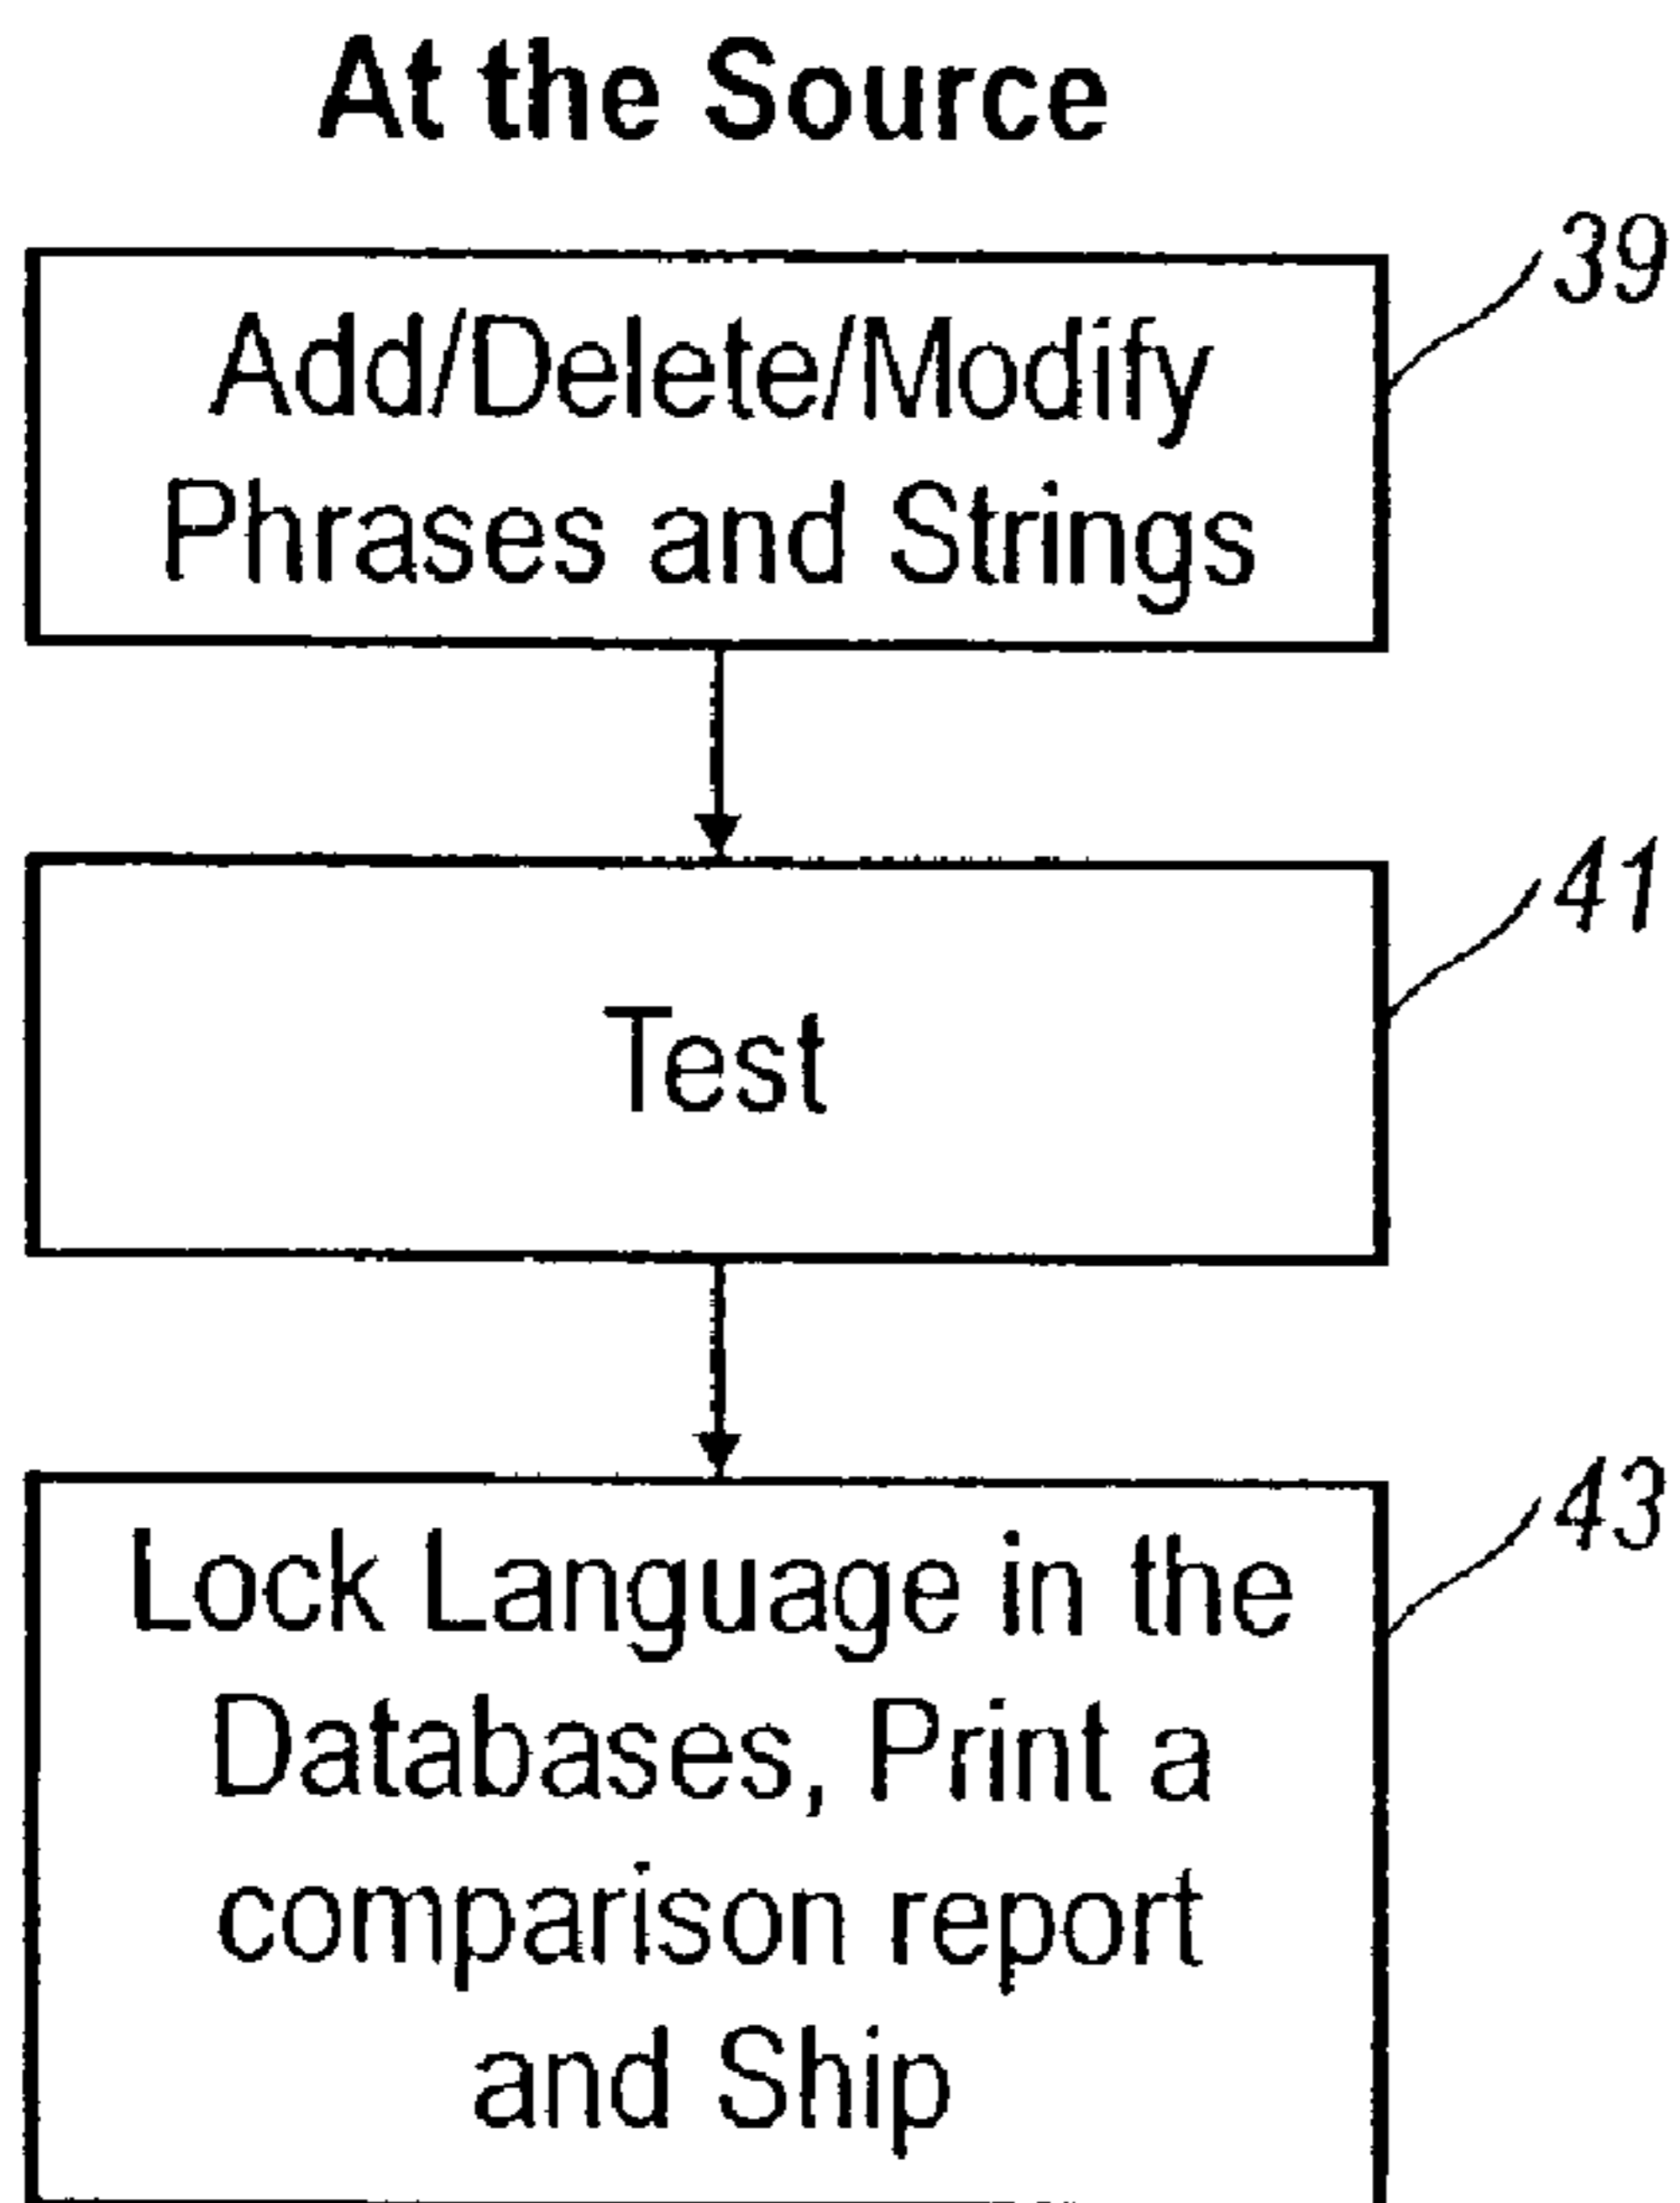 At the Source
39
Add/Delete/Modify
Phrases and Strings
41
Test
43
Lock Language in the
Databases, Print a
comparison report
and Ship